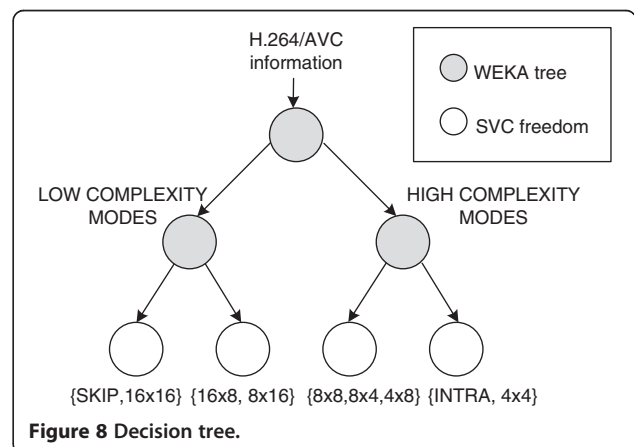 H.264/AVC
information
WEKA tree
SVC freedom
LOW COMPLEXITY
MODES
HIGH COMPLEXITY
MODES
{SKIP,16x16} {16x8, 8x16} {8x8,8x4,4x8} {INTRA, 4x4}
Figure 8 Decision tree.